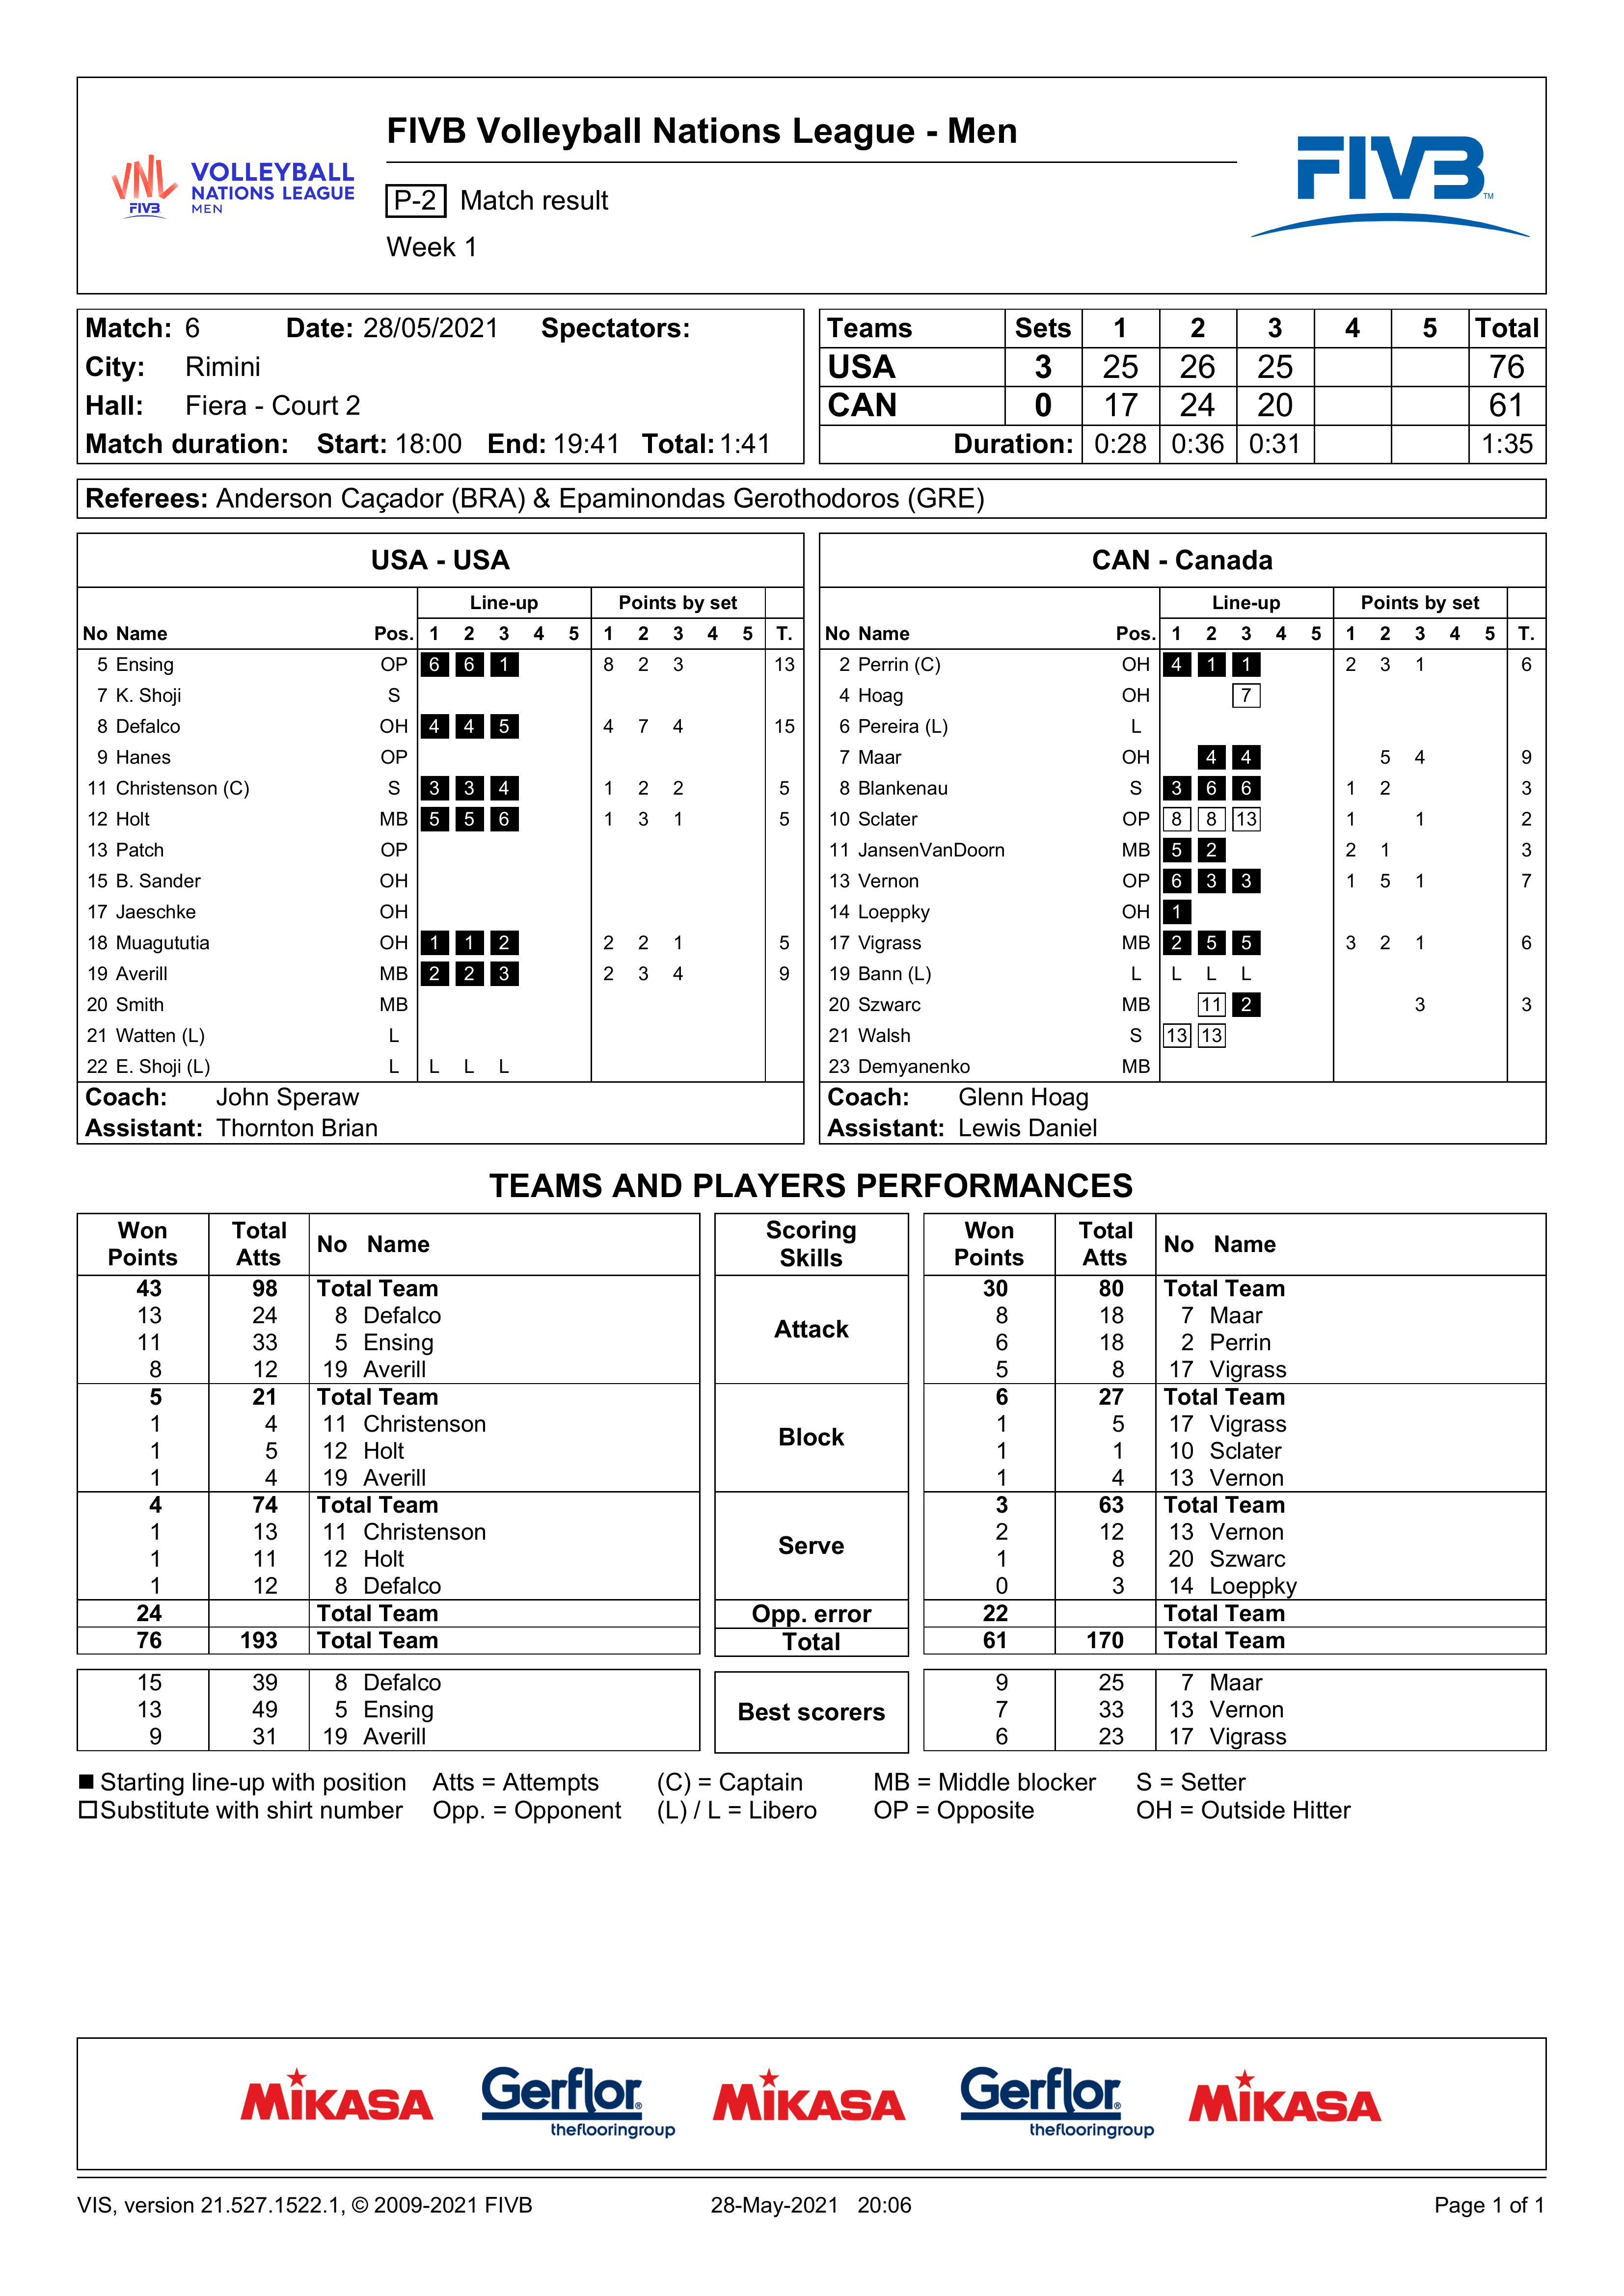 FIVB Volleyball Nations League - Men
VNL FIVB
VOLLEYBALL
NATIONS LEAGUE
MEN
P-2 Match result
Week 1
FIVB TM
Match: 6 Date: 28/05/2021 Spectators:
City: Rimini
Hall: Fiera - Court 2
Match duration: Start: 18:00 End: 19:41 Total: 1:41
Teams Sets 1 2 3 4 5 Total
USA 3 25 26 25 76
CAN 0 17 24 20 61
Duration: 0:28 0:36 0:31 1:35
Referees: Anderson Caçador (BRA) & Epaminondas Gerothodoros (GRE)
USA - USA
Line-up Points by set
No Name Pos. 1 2 3 4 5 1 2 3 4 5 T.
5 Ensing OP 6 6 1 8 2 3 13
7 K. Shoji S
8 Defalco OH 4 4 5 4 7 4 15
9 Hanes OP
11 Christenson (C) S 3 3 4 1 2 2 5
12 Holt MB 5 5 6 1 3 1 5
13 Patch OP
15 B. Sander OH
17 Jaeschke OH
18 Muagututia OH 1 1 2 2 2 1 5
19 Averill MB 2 2 3 2 3 4 9
20 Smith MB
21 Watten (L) L
22 E. Shoji (L) L L L L
Coach: John Speraw
Assistant: Thornton Brian
CAN - Canada
Line-up Points by set
No Name Pos. 1 2 3 4 5 1 2 3 4 5 T.
2 Perrin (C) OH 4 1 1 2 3 1 6
4 Hoag OH 7
6 Pereira (L) L
7 Maar OH 4 4 5 4 9
8 Blankenau S 3 6 6 1 2 3
10 Sclater OP 8 8 13 1 1 2
11 JansenVanDoorn MB 5 2 2 1 3
13 Vernon OP 6 3 3 1 5 1 7
14 Loeppky OH 1
17 Vigrass MB 2 5 5 3 2 1 6
19 Bann (L) L L L L
20 Szwarc MB 11 2 3 3
21 Walsh S 13 13
23 Demyanenko MB
Coach: Glenn Hoag
Assistant: Lewis Daniel
TEAMS AND PLAYERS PERFORMANCES
Won Points Total Atts No Name Scoring Skills Won Points Total Atts No Name
43 98 Total Team Attack 30 80 Total Team
13 24 8 Defalco 8 18 7 Maar
11 33 5 Ensing 6 18 2 Perrin
8 12 19 Averill 5 8 17 Vigrass
5 21 Total Team Block 6 27 Total Team
1 4 11 Christenson 1 5 17 Vigrass
1 5 12 Holt 1 1 10 Sclater
1 4 19 Averill 1 4 13 Vernon
4 74 Total Team Serve 3 63 Total Team
1 13 11 Christenson 2 12 13 Vernon
1 11 12 Holt 1 8 20 Szwarc
1 12 8 Defalco 0 3 14 Loeppky
24 Total Team Opp. error 22 Total Team
76 193 Total Team Total 61 170 Total Team
15 39 8 Defalco Best scorers 9 25 7 Maar
13 49 5 Ensing 7 33 13 Vernon
9 31 19 Averill 6 23 17 Vigrass
Starting line-up with position Atts = Attempts (C) = Captain MB = Middle blocker S = Setter
Substitute with shirt number Opp. = Opponent (L) / L = Libero OP = Opposite OH = Outside Hitter
MIKASA Gerflor® theflooringgroup MIKASA Gerflor® theflooringgroup MIKASA
VIS, version 21.527.1522.1, © 2009-2021 FIVB 28-May-2021 20:06 Page 1 of 1